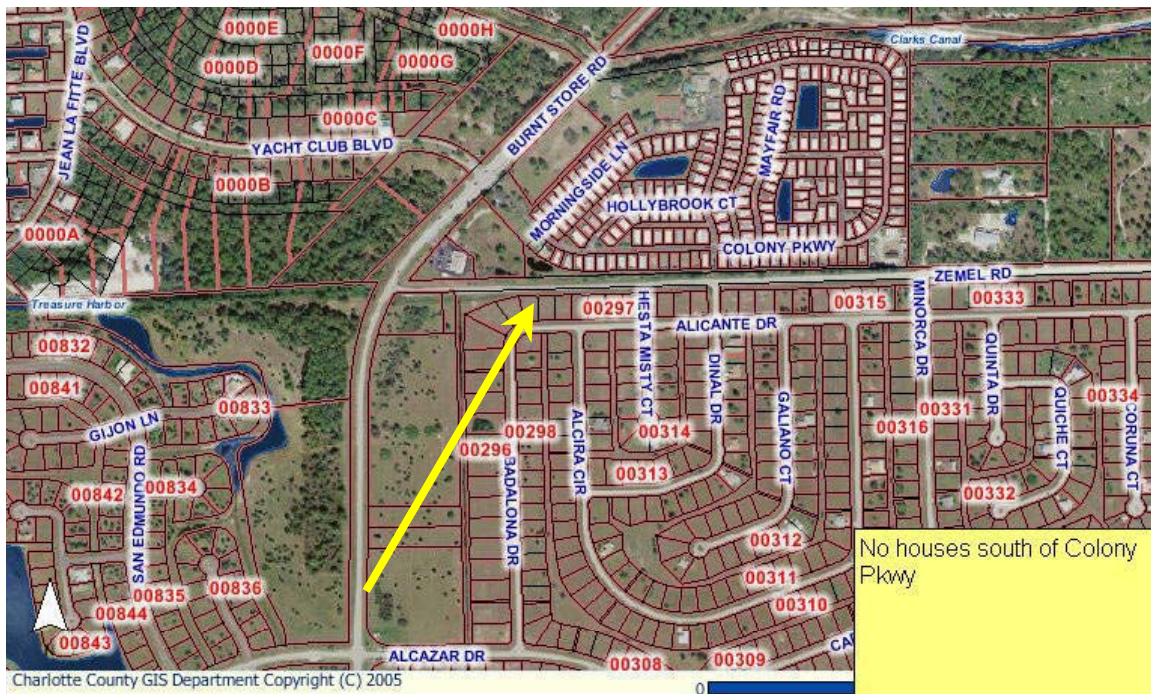 0000E
0000H
0000F
0000D
0000G
Clarks Canal
JEAN LA FITTE BLVD
BURNT STORE RD
0000C
YACHT CLUB BLVD
MAYFAIR RD
0000B
MORNINGSIDE LN
HOLLYBROOK CT
0000A
COLONY PKWY
ZEMEL RD
Treasure Harbor
00297
00315
MINORCA DR
00333
HESTA MISTY CT
ALICANTE DR
00832
DINAL DR
QUINTA DR
00841
00833
GALIANO CT
QUICHE CT
00334
CORUNA CT
GIJON LN
00298
ALCIRA CIR
00314
00331
00316
00296
BADALONA DR
SAN EDMUNDO RD
00842
00834
00313
00332
00312
No houses south of Colony
Pkwy
00311
00836
00835
00310
00844
00843
ALCAZAR DR
00308
00309
CA
Charlotte County GIS Department Copyright (C) 2005
0